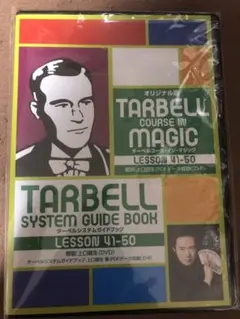 オリジナル版
TARBELL
COURSE IN
MAGIC
ターベルコース・イン・マジック
LESSON 41-50
TARBELL
SYSTEM GUIDE BOOK
ターベルシステムガイドブック
LESSON 41-50